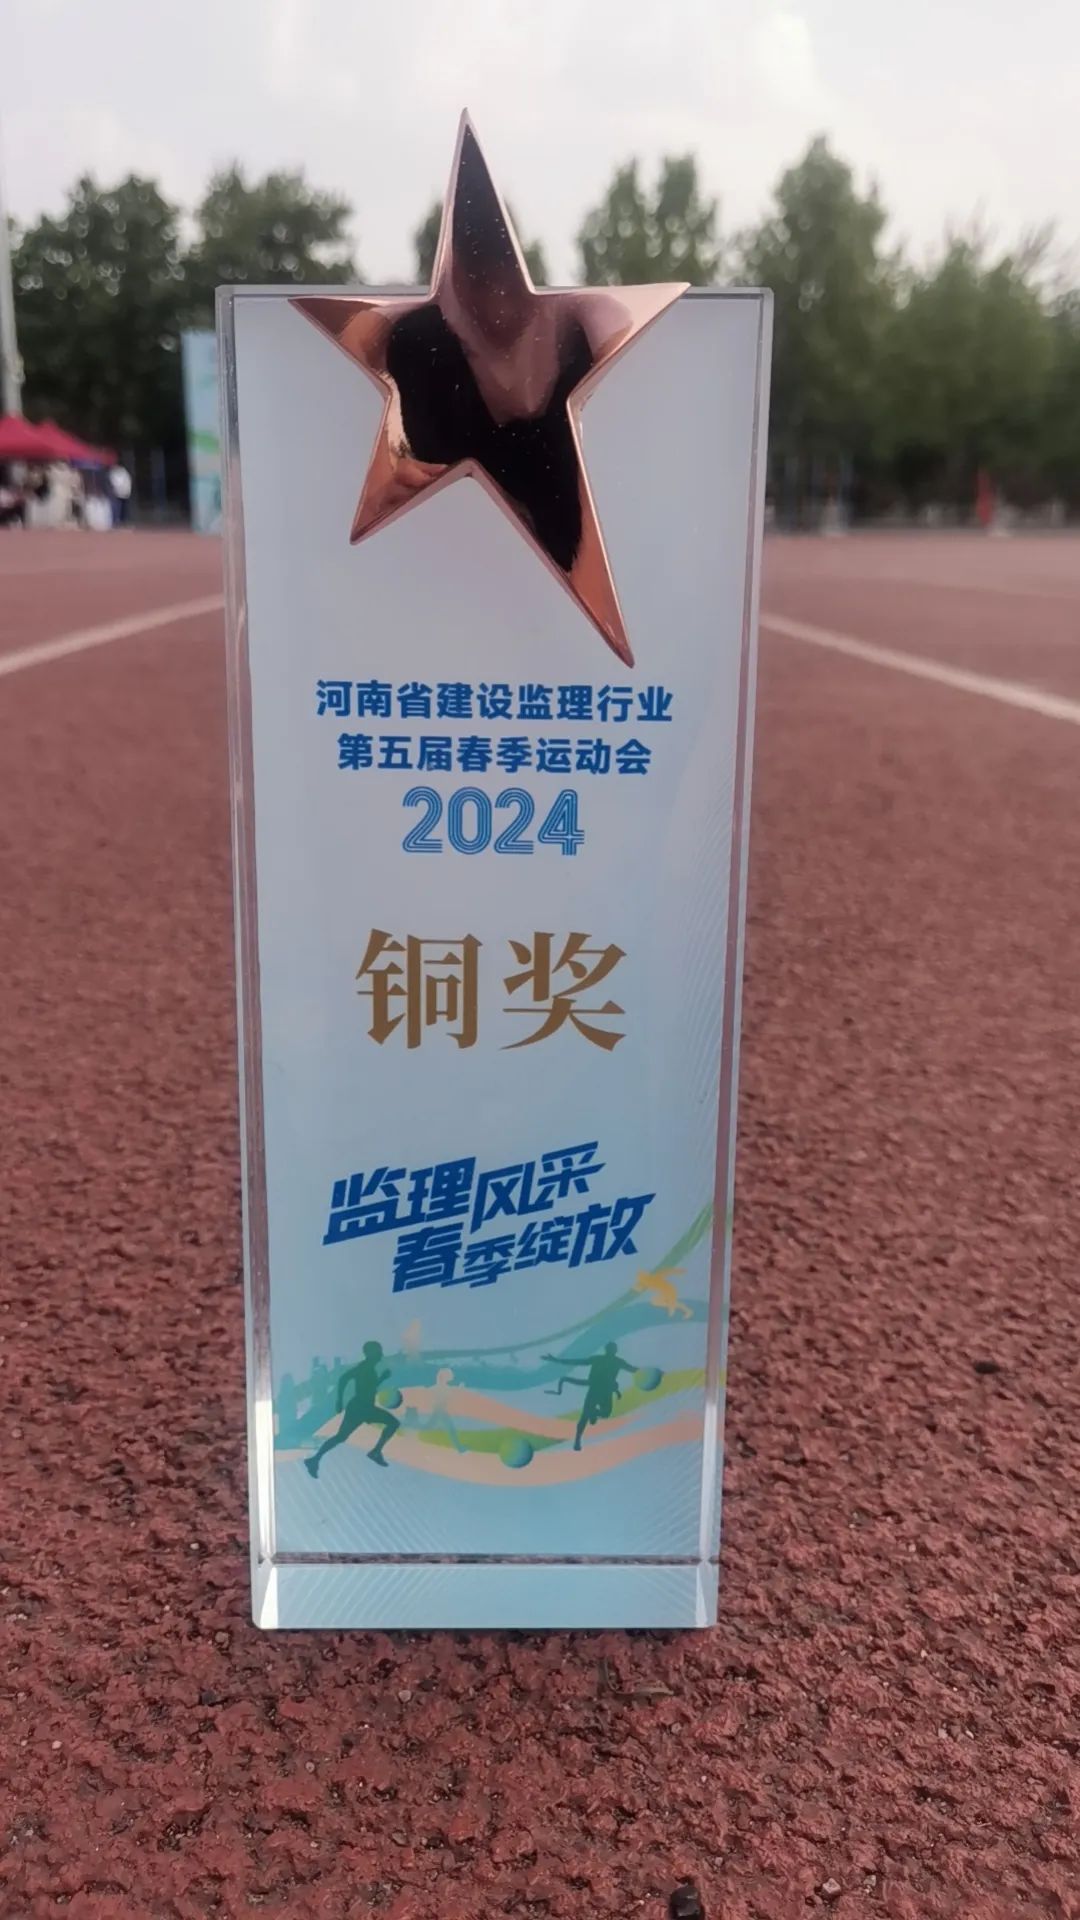 河南省建设监理行业
第五届春季运动会
2024
铜奖
监理风采
春季绽放